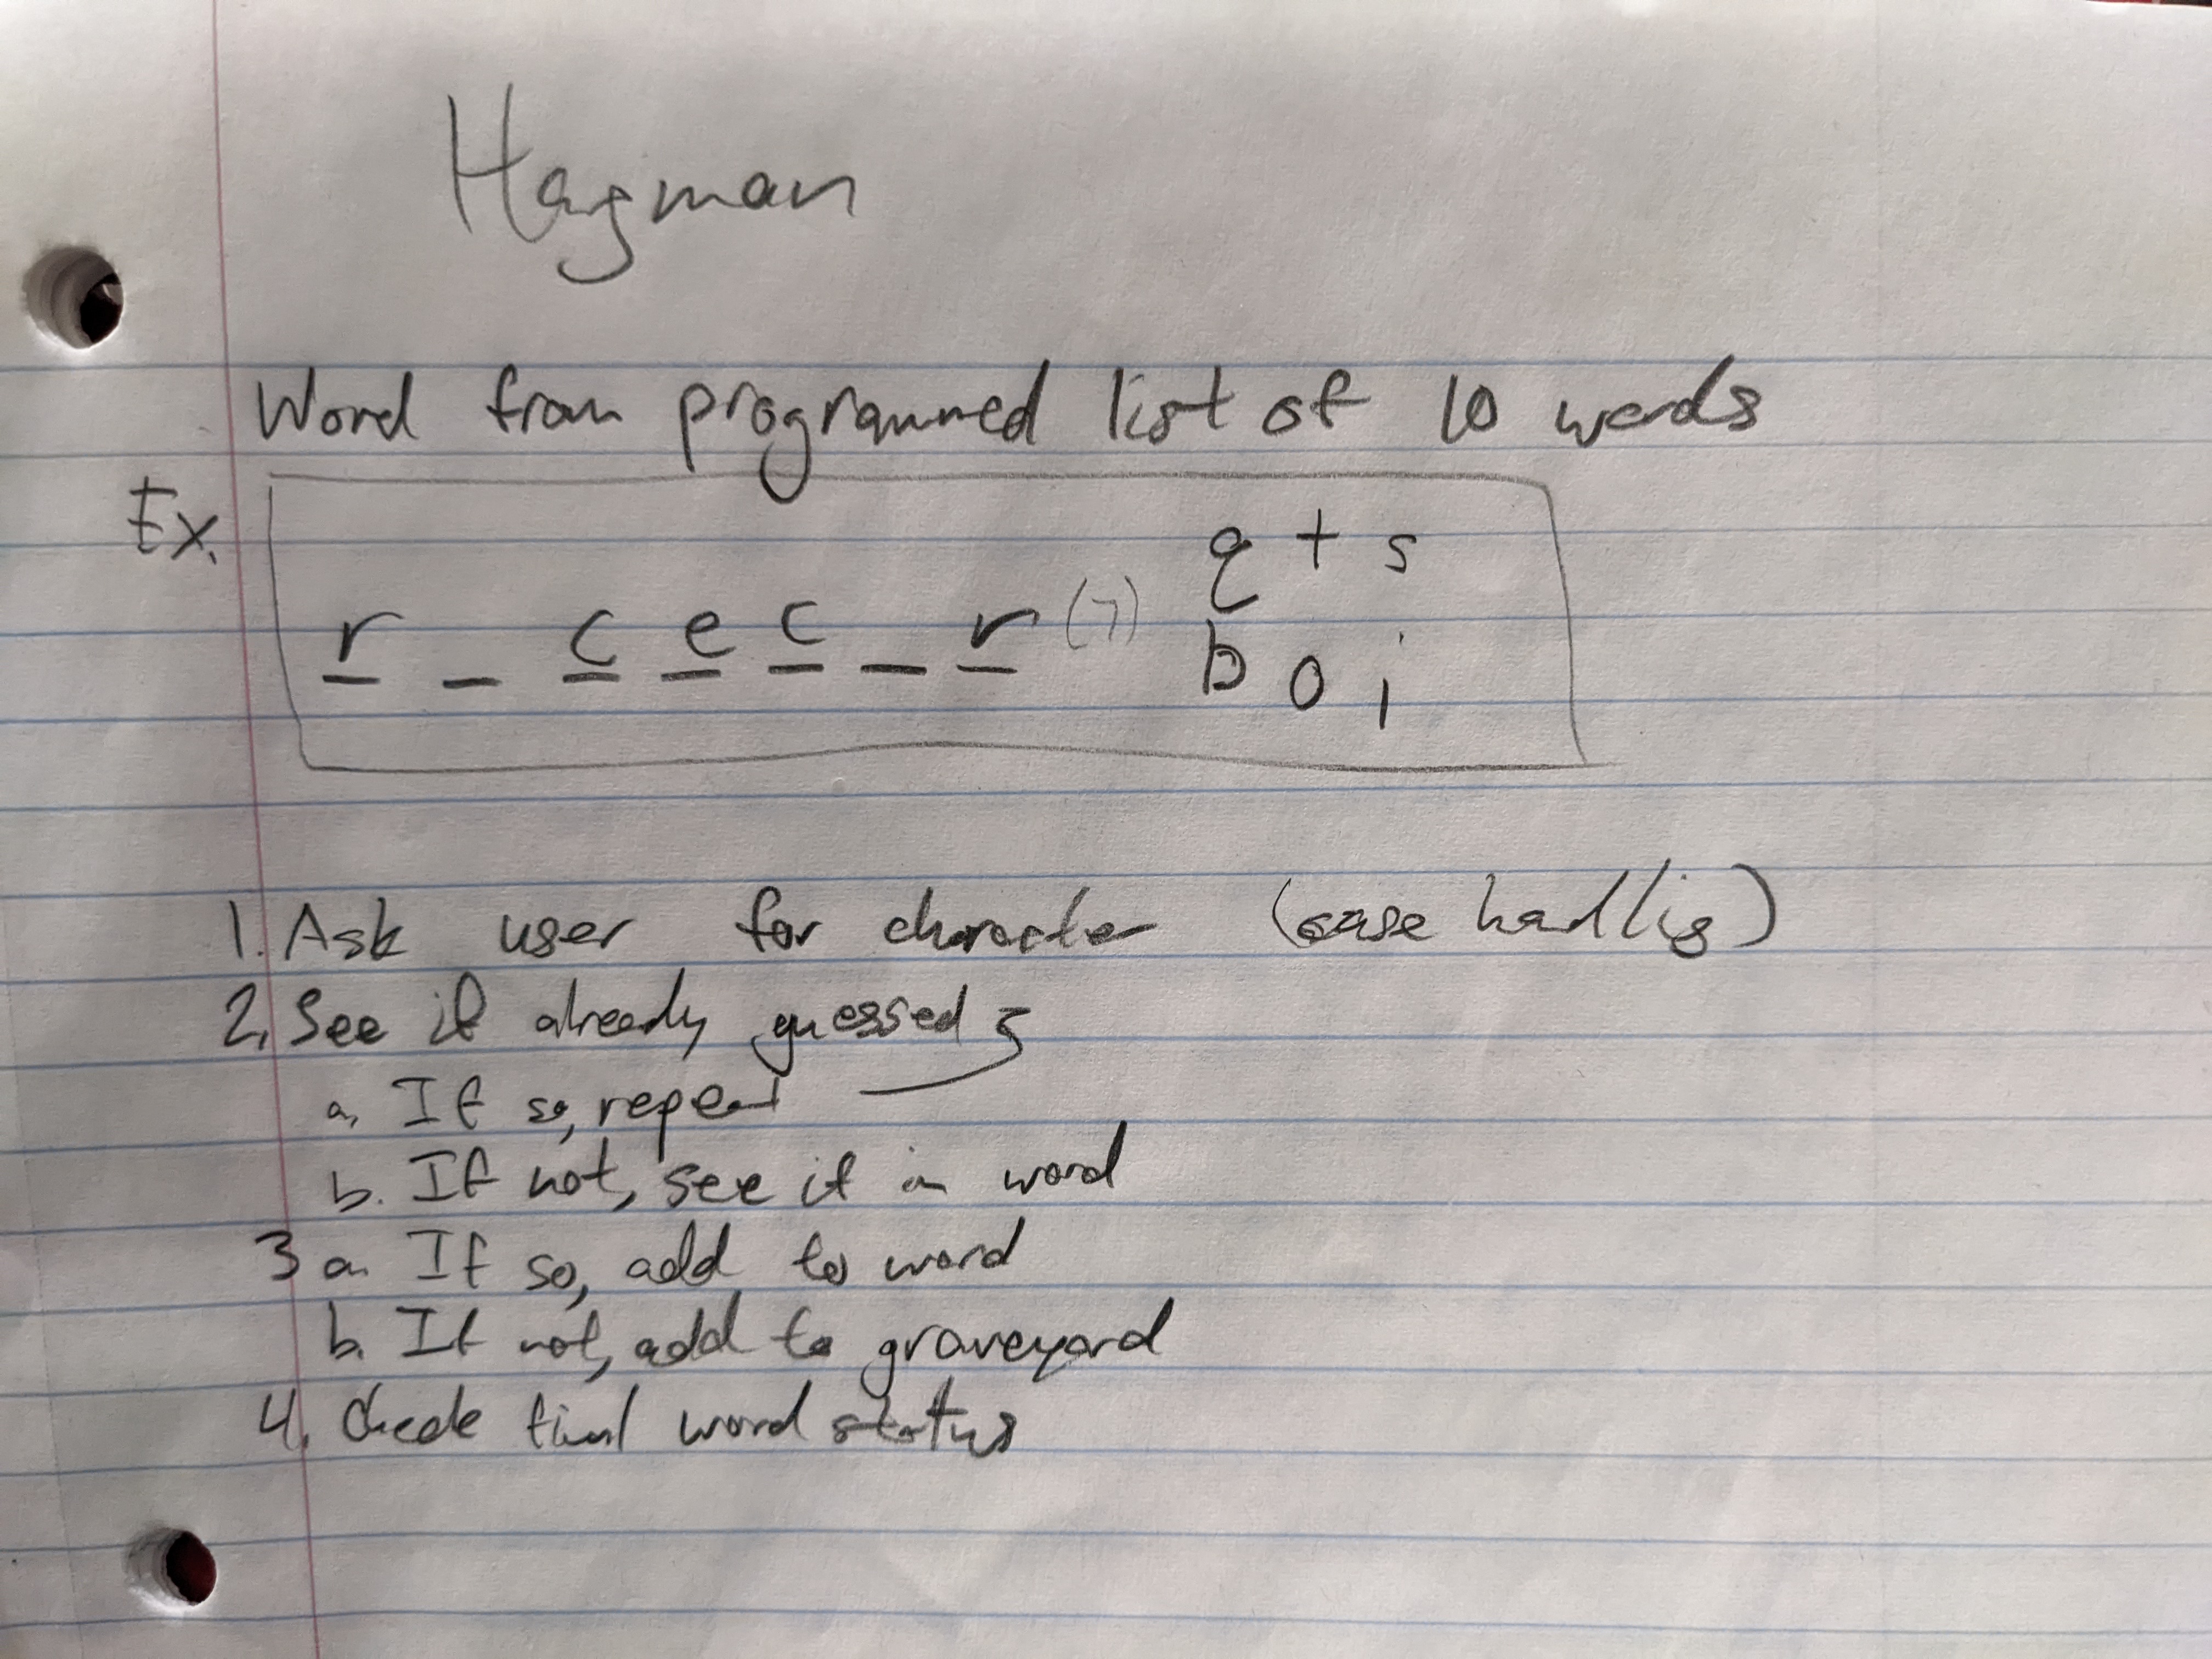 Hagman
Word from programmed list of 10 words
Ex.
q t s
r _ c e c _ r (7)
b o j
1. Ask user for character (case handlig)
2. See if already guessed
a. If so, repeat
b. If not, see if in word
3 a. If so, add to word
b. If not, add to graveyard
4. Check final word status